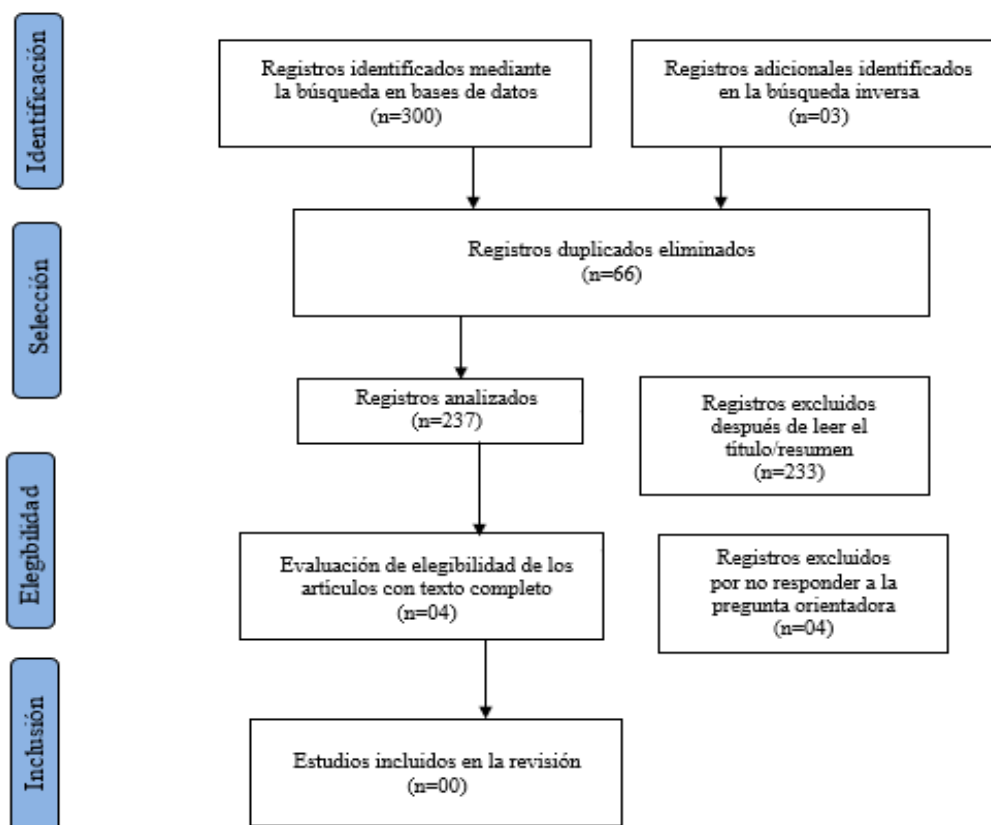 Identificación
Registros identificados mediante
la búsqueda en bases de datos
(n=300)
Registros adicionales identificados
en la búsqueda inversa
(n=03)
Selección
Registros duplicados eliminados
(n=66)
Registros analizados
(n=237)
Registros excluidos
después de leer el
título/resumen
(n=233)
Elegibilidad
Evaluación de elegibilidad de los
artículos con texto completo
(n=04)
Registros excluidos
por no responder a la
pregunta orientadora
(n=04)
Inclusión
Estudios incluidos en la revisión
(n=00)